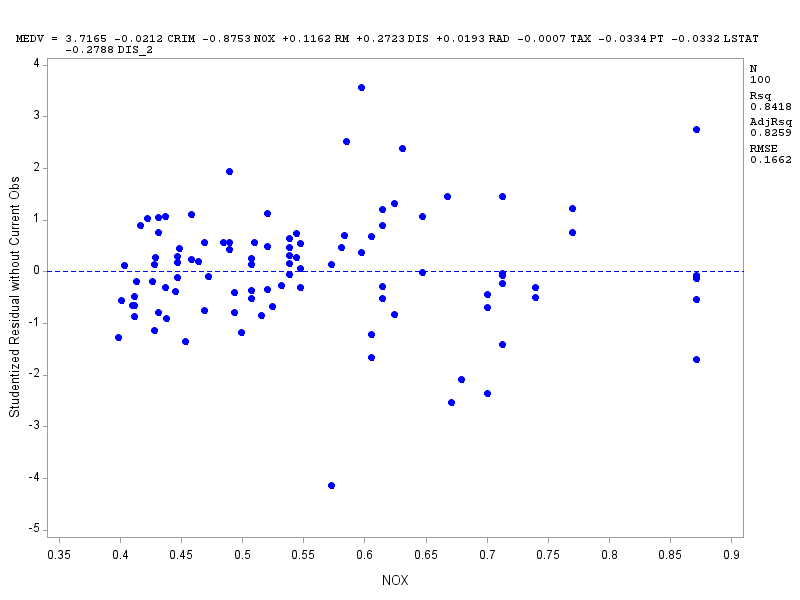 MEDV = 3.7165 -0.0212 CRIM -0.8753 NOX +0.1162 RM +0.2723 DIS +0.0193 RAD -0.0007 TAX -0.0334 PT -0.0332 LSTAT
-0.2788 DIS_2
N
100
Rsq
0.8418
AdjRsq
0.8259
RMSE
0.1662
Studentized Residual without Current Obs
4
3
2
1
0
-1
-2
-3
-4
-5
0.35 0.4 0.45 0.5 0.55 0.6 0.65 0.7 0.75 0.8 0.85 0.9
NOX